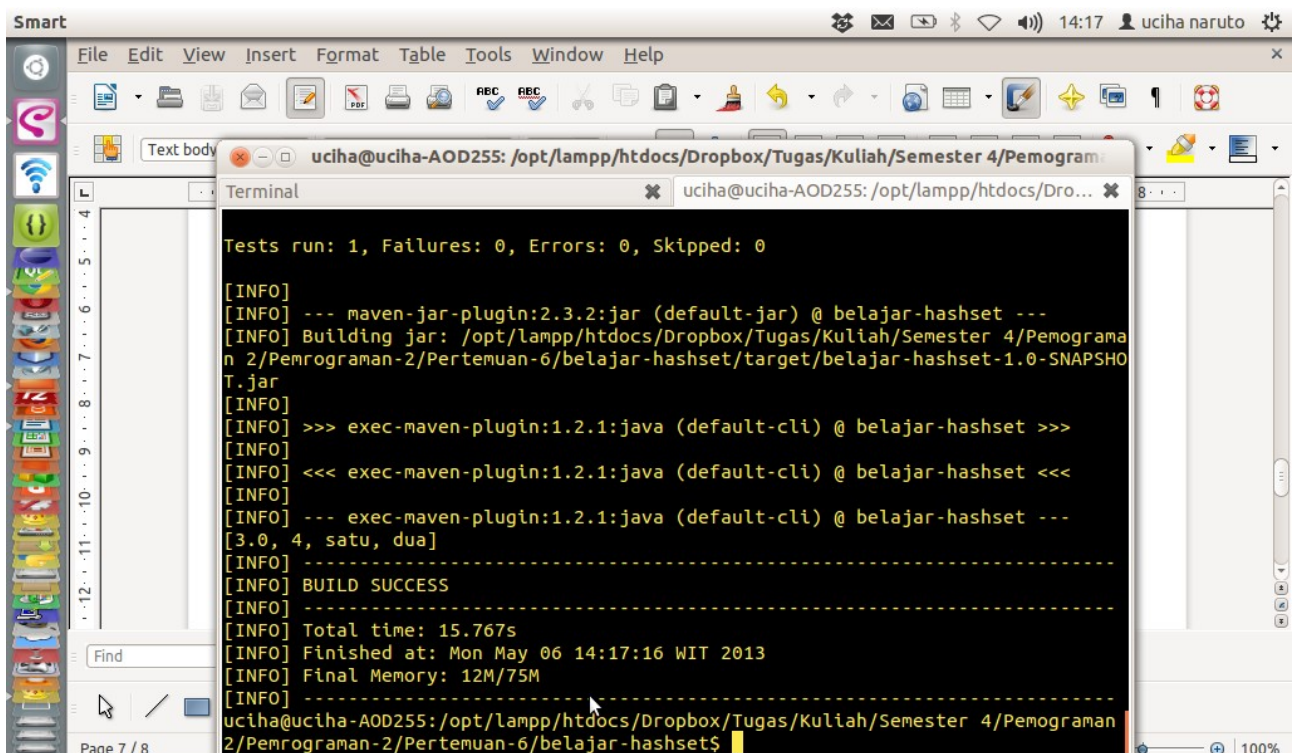 Smart
14:17 uciha naruto
File Edit View Insert Format Table Tools Window Help
Text body
uciha@uciha-AOD255: /opt/lampp/htdocs/Dropbox/Tugas/Kuliah/Semester 4/Pemogram
Terminal
uciha@uciha-AOD255: /opt/lampp/htdocs/Dro...
Tests run: 1, Failures: 0, Errors: 0, Skipped: 0
[INFO]
[INFO] --- maven-jar-plugin:2.3.2:jar (default-jar) @ belajar-hashset ---
[INFO] Building jar: /opt/lampp/htdocs/Dropbox/Tugas/Kuliah/Semester 4/Pemograma
n 2/Pemrograman-2/Pertemuan-6/belajar-hashset/target/belajar-hashset-1.0-SNAPSHO
T.jar
[INFO]
[INFO] >>> exec-maven-plugin:1.2.1:java (default-cli) @ belajar-hashset >>>
[INFO]
[INFO] <<< exec-maven-plugin:1.2.1:java (default-cli) @ belajar-hashset <<<
[INFO]
[INFO] --- exec-maven-plugin:1.2.1:java (default-cli) @ belajar-hashset ---
[3.0, 4, satu, dua]
[INFO] ------------------------------------------------------------------------
[INFO] BUILD SUCCESS
[INFO] ------------------------------------------------------------------------
[INFO] Total time: 15.767s
[INFO] Finished at: Mon May 06 14:17:16 WIT 2013
[INFO] Final Memory: 12M/75M
[INFO] ------------------------------------------------------------------------
uciha@uciha-AOD255:/opt/lampp/htdocs/Dropbox/Tugas/Kuliah/Semester 4/Pemograman
2/Pemrograman-2/Pertemuan-6/belajar-hashset$
Find
Page 7 / 8
100%